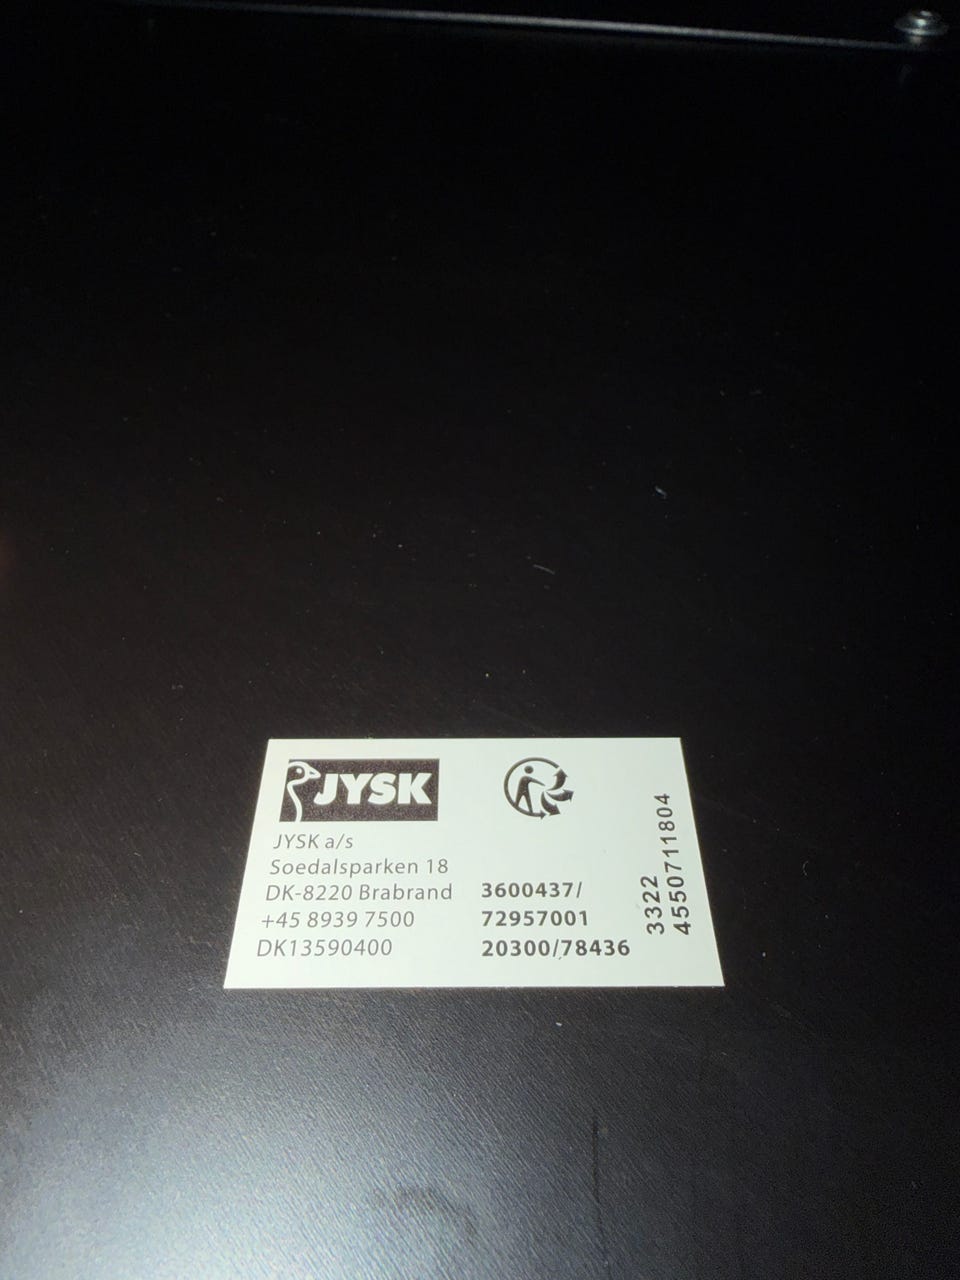 JYSK
JYSK a/s
Soedalsparken 18
DK-8220 Brabrand
+45 8939 7500
DK13590400
3600437/
72957001
20300/78436
3322
4550711804